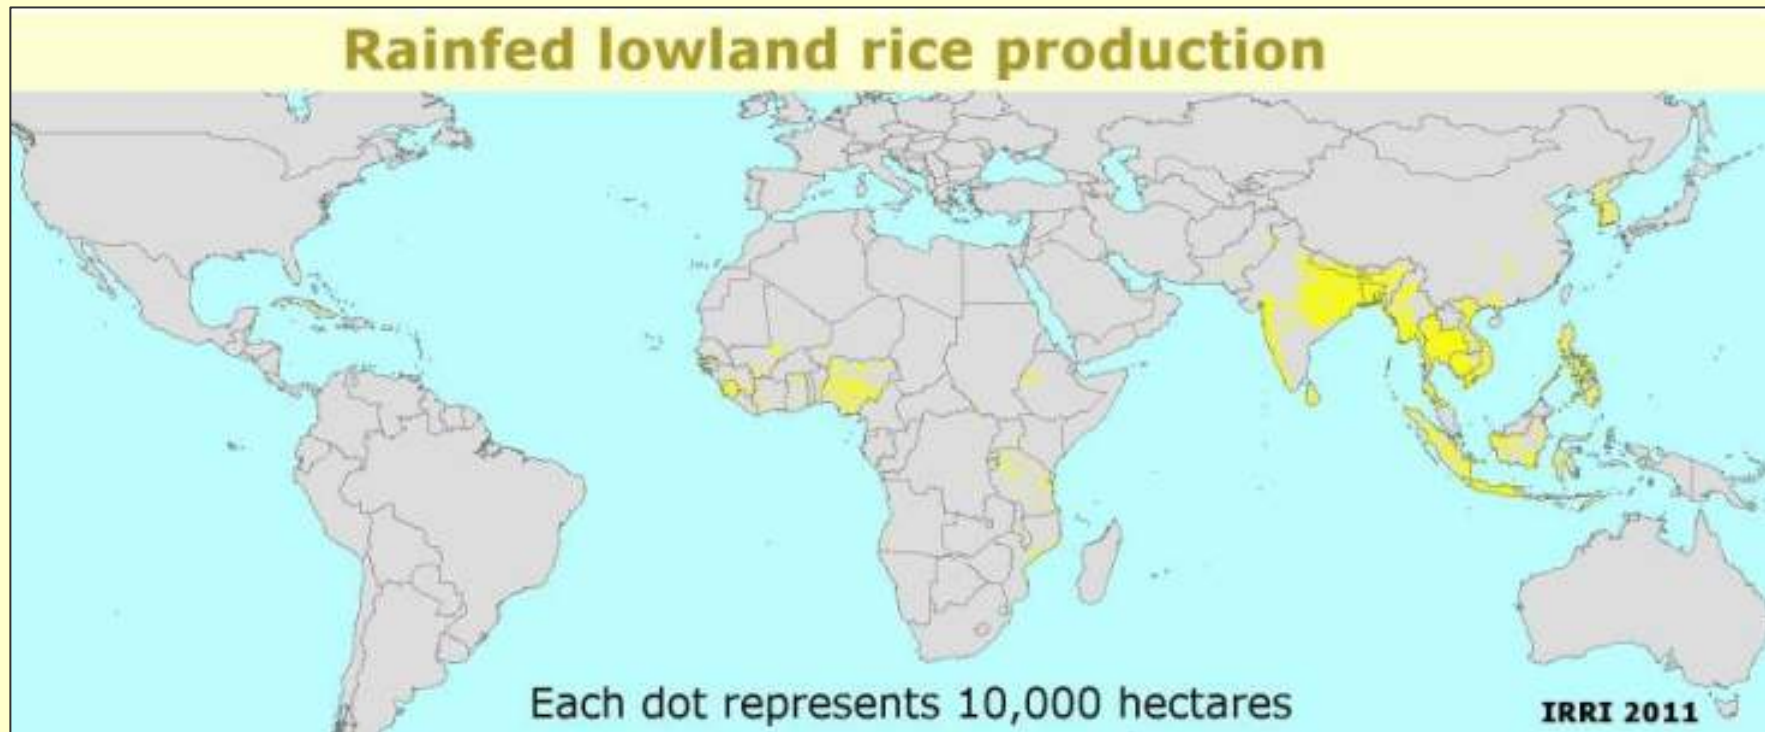 Rainfed lowland rice production
Each dot represents 10,000 hectares
IRRI 2011